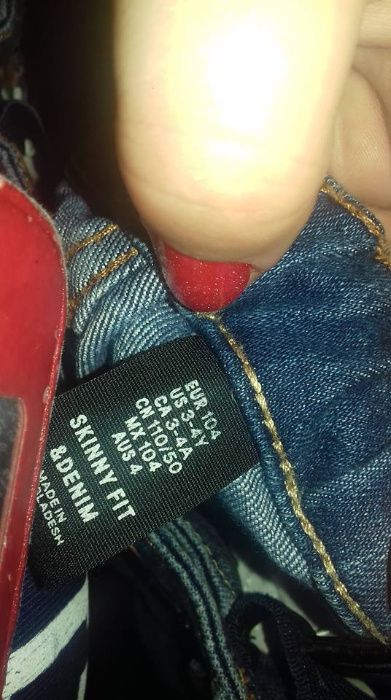 EUR 104
US 3-4Y
CA 3-4A
CN 110/50
MX 104
AUS 4
SKINNY FIT
&DENIM
MADE IN